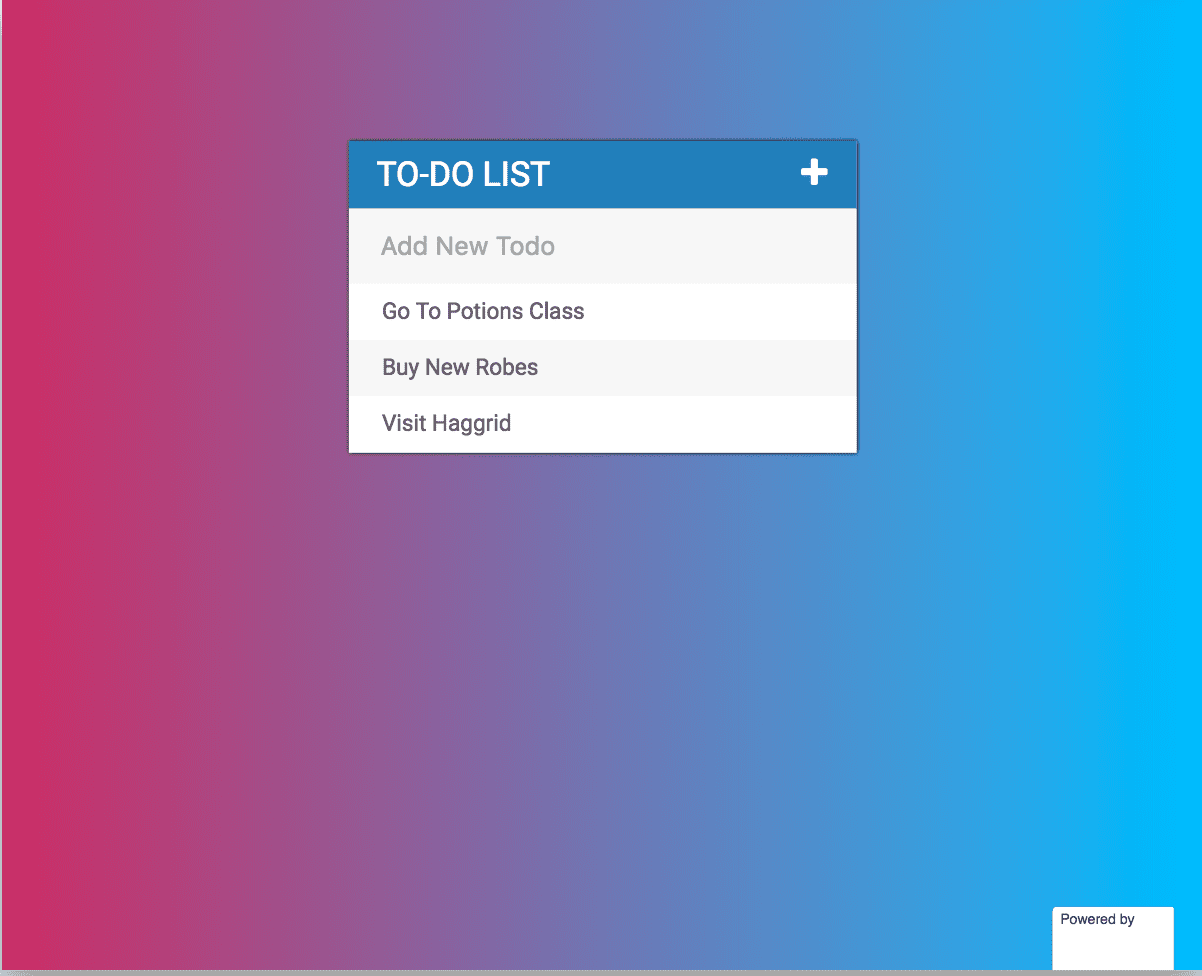 TO-DO LIST
Add New Todo
Go To Potions Class
Buy New Robes
Visit Haggrid
Powered by